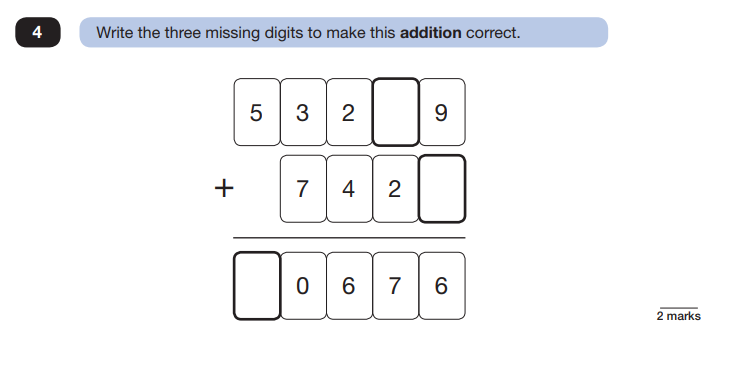 4 Write the three missing digits to make this addition correct.
5 3 2 9
+ 7 4 2
0 6 7 6
2 marks